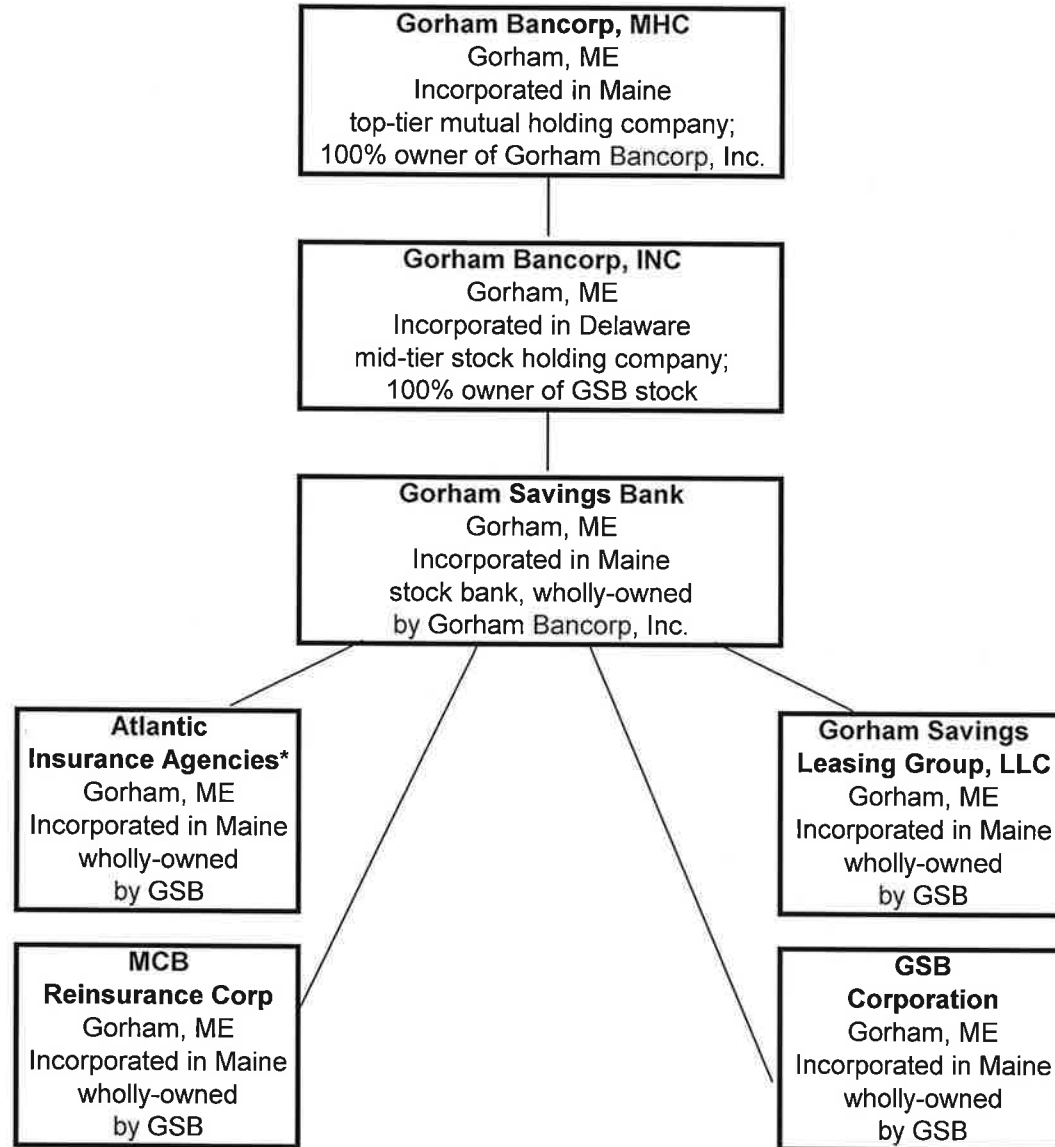 Gorham Bancorp, MHC
Gorham, ME
Incorporated in Maine
top-tier mutual holding company;
100% owner of Gorham Bancorp, Inc.
Gorham Bancorp, INC
Gorham, ME
Incorporated in Delaware
mid-tier stock holding company;
100% owner of GSB stock
Gorham Savings Bank
Gorham, ME
Incorporated in Maine
stock bank, wholly-owned
by Gorham Bancorp, Inc.
Atlantic
Insurance Agencies*
Gorham, ME
Incorporated in Maine
wholly-owned
by GSB
Gorham Savings
Leasing Group, LLC
Gorham, ME
Incorporated in Maine
wholly-owned
by GSB
MCB
Reinsurance Corp
Gorham, ME
Incorporated in Maine
wholly-owned
by GSB
GSB
Corporation
Gorham, ME
Incorporated in Maine
wholly-owned
by GSB